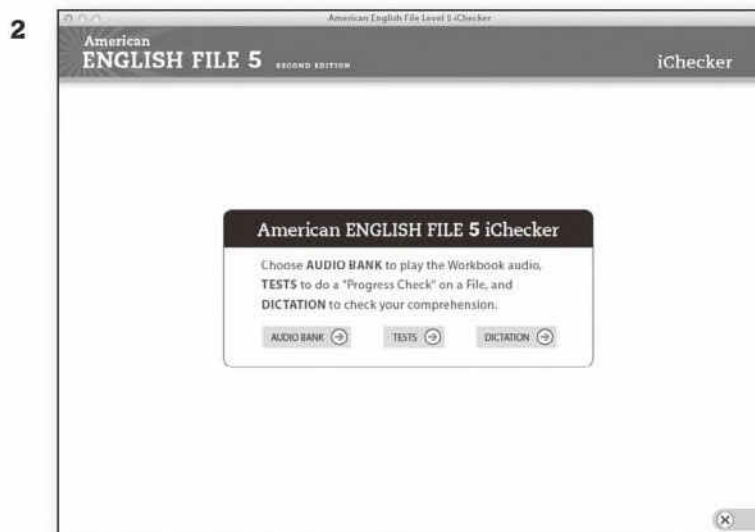 2
American English File Level 5 iChecker
American
ENGLISH FILE 5 SECOND EDITION
iChecker
American ENGLISH FILE 5 iChecker
Choose AUDIO BANK to play the Workbook audio,
TESTS to do a "Progress Check" on a File, and
DICTATION to check your comprehension.
AUDIO BANK TESTS DICTATION